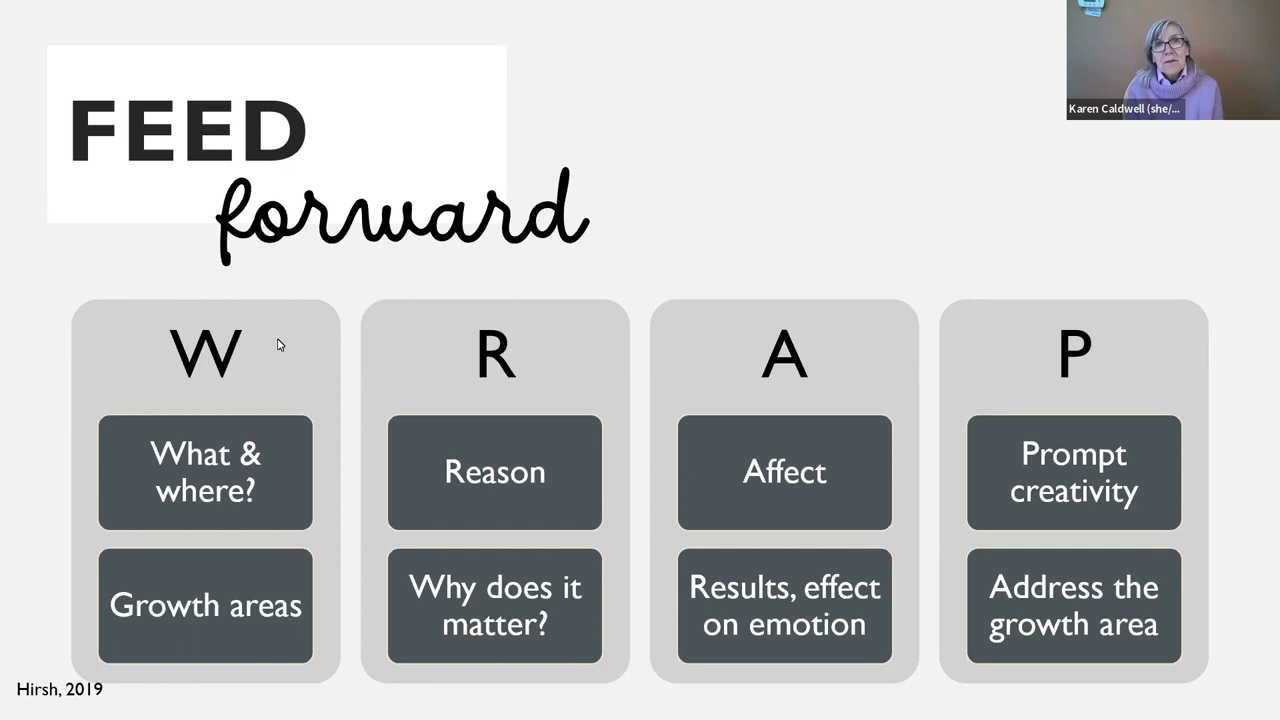 Karen Caldwell (she/...
FEED
forward
W
What &
where?
Growth areas
R
Reason
Why does it
matter?
A
Affect
Results, effect
on emotion
P
Prompt
creativity
Address the
growth area
Hirsh, 2019